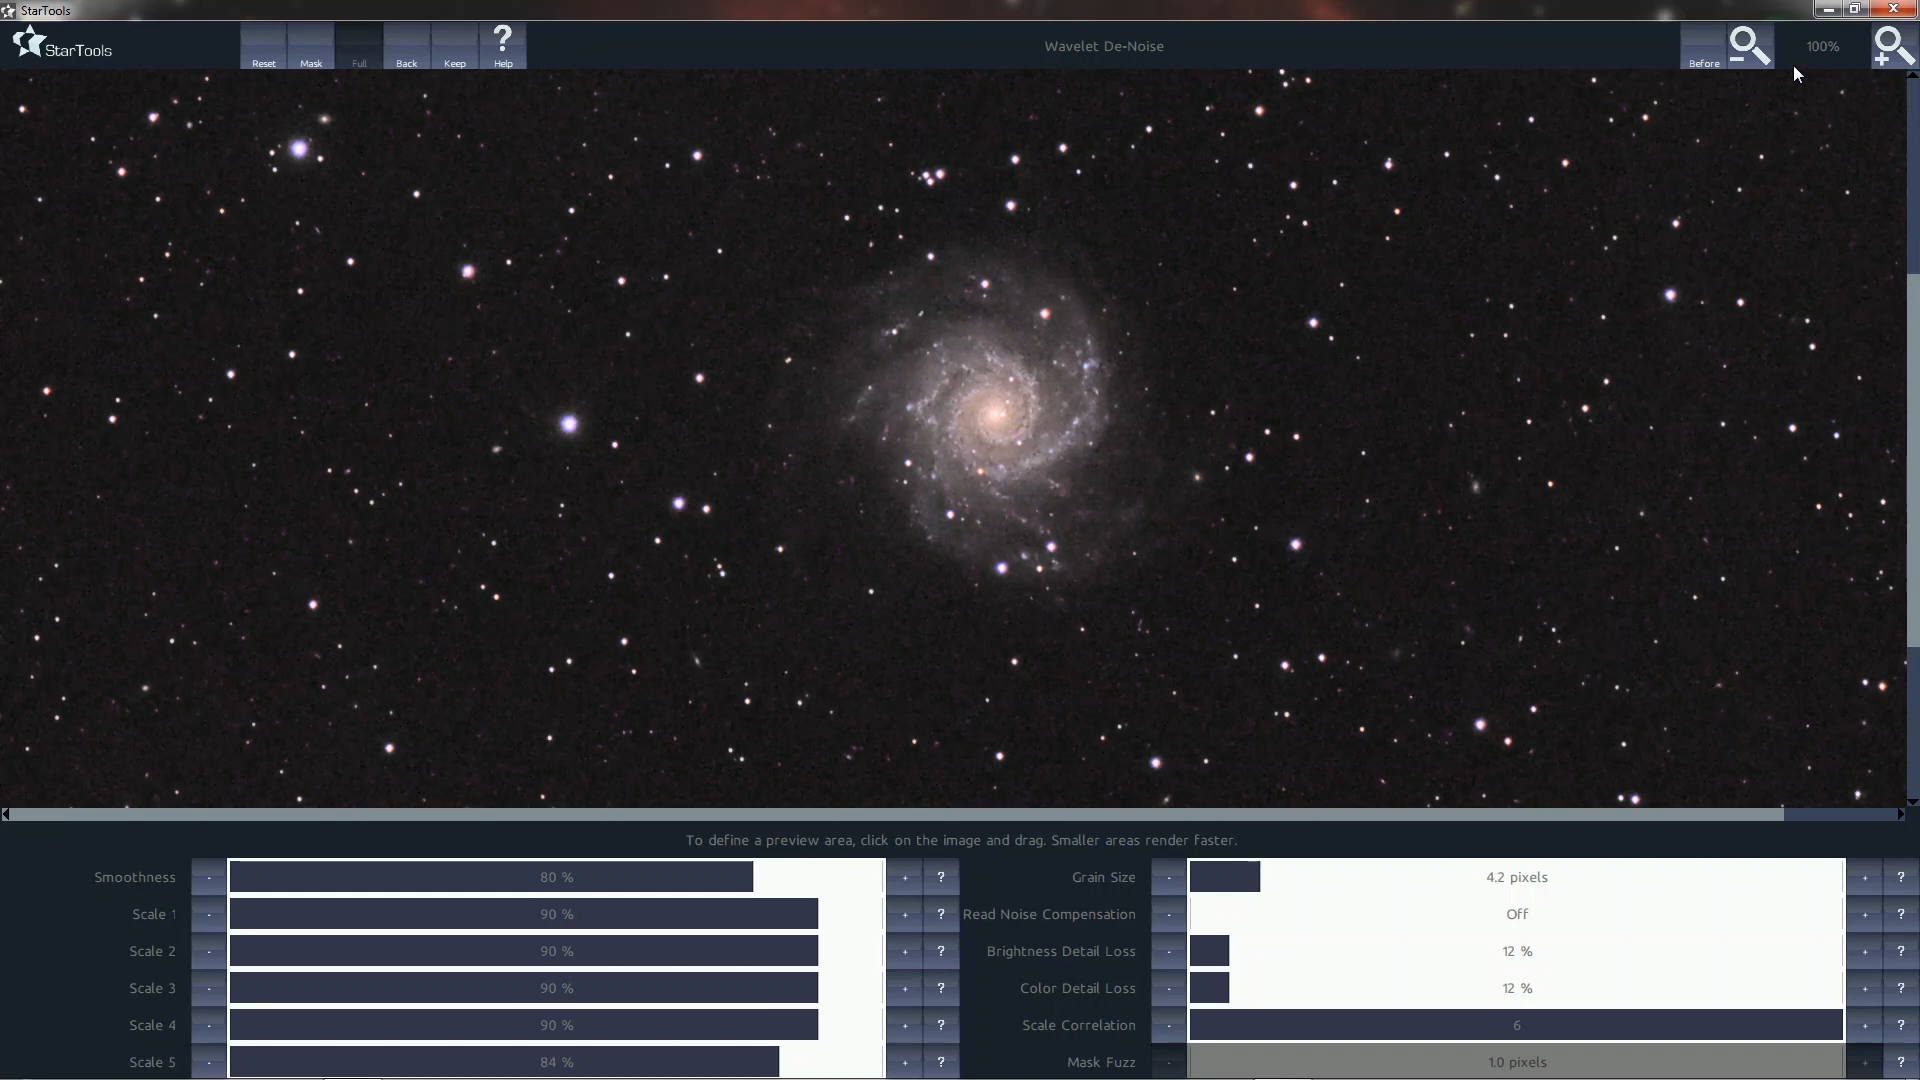 StarTools
StarTools
Reset Mask Full Back Keep ? Help
Wavelet De-Noise
Before - 100% +
To define a preview area, click on the image and drag. Smaller areas render faster.
Smoothness - 80 % + ? Grain Size - 4.2 pixels + ?
Scale 1 - 90 % + ? Read Noise Compensation - Off + ?
Scale 2 - 90 % + ? Brightness Detail Loss - 12 % + ?
Scale 3 - 90 % + ? Color Detail Loss - 12 % + ?
Scale 4 - 90 % + ? Scale Correlation - 6 + ?
Scale 5 - 84 % + ? Mask Fuzz - 1.0 pixels + ?